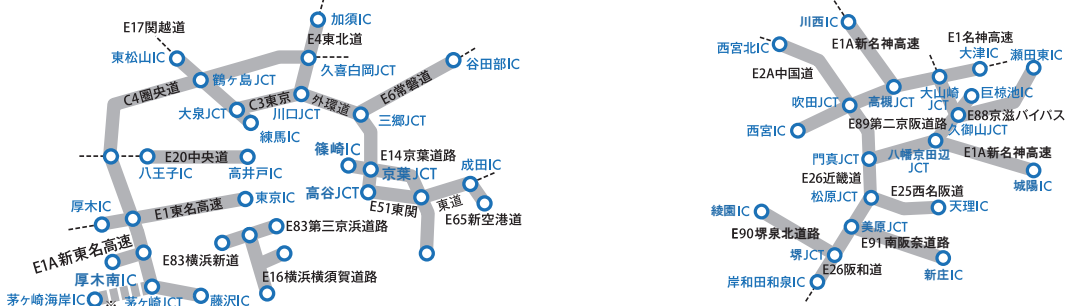 E17関越道
加須IC
E4東北道
東松山IC
久喜白岡JCT
谷田部IC
鶴ヶ島JCT
C4圏央道
E6常磐道
C3東京
外環道
大泉JCT
川口JCT
三郷JCT
練馬IC
篠崎IC
E14京葉道路
E20中央道
京葉JCT
成田IC
八王子IC
高井戸IC
高谷JCT
東京IC
厚木IC
E1東名高速
E51東関
東道
E65新空港道
E83第三京浜道路
E1A新東名高速
E83横浜新道
厚木南IC
E16横浜横須賀道路
茅ヶ崎海岸IC
※
茅ヶ崎JCT
藤沢IC
川西IC
西宮北IC
E1A新名神高速
E1名神高速
大津IC
瀬田東IC
E2A中国道
吹田JCT
高槻JCT
大山崎
JCT
巨椋池IC
E88京滋バイパス
西宮IC
E89第二京阪道路
久御山JCT
門真JCT
八幡京田辺
JCT
E1A新名神高速
城陽IC
E26近畿道
松原JCT
E25西名阪道
天理IC
綾園IC
美原JCT
E90堺泉北道路
E91南阪奈道路
堺JCT
E26阪和道
新庄IC
岸和田和泉IC